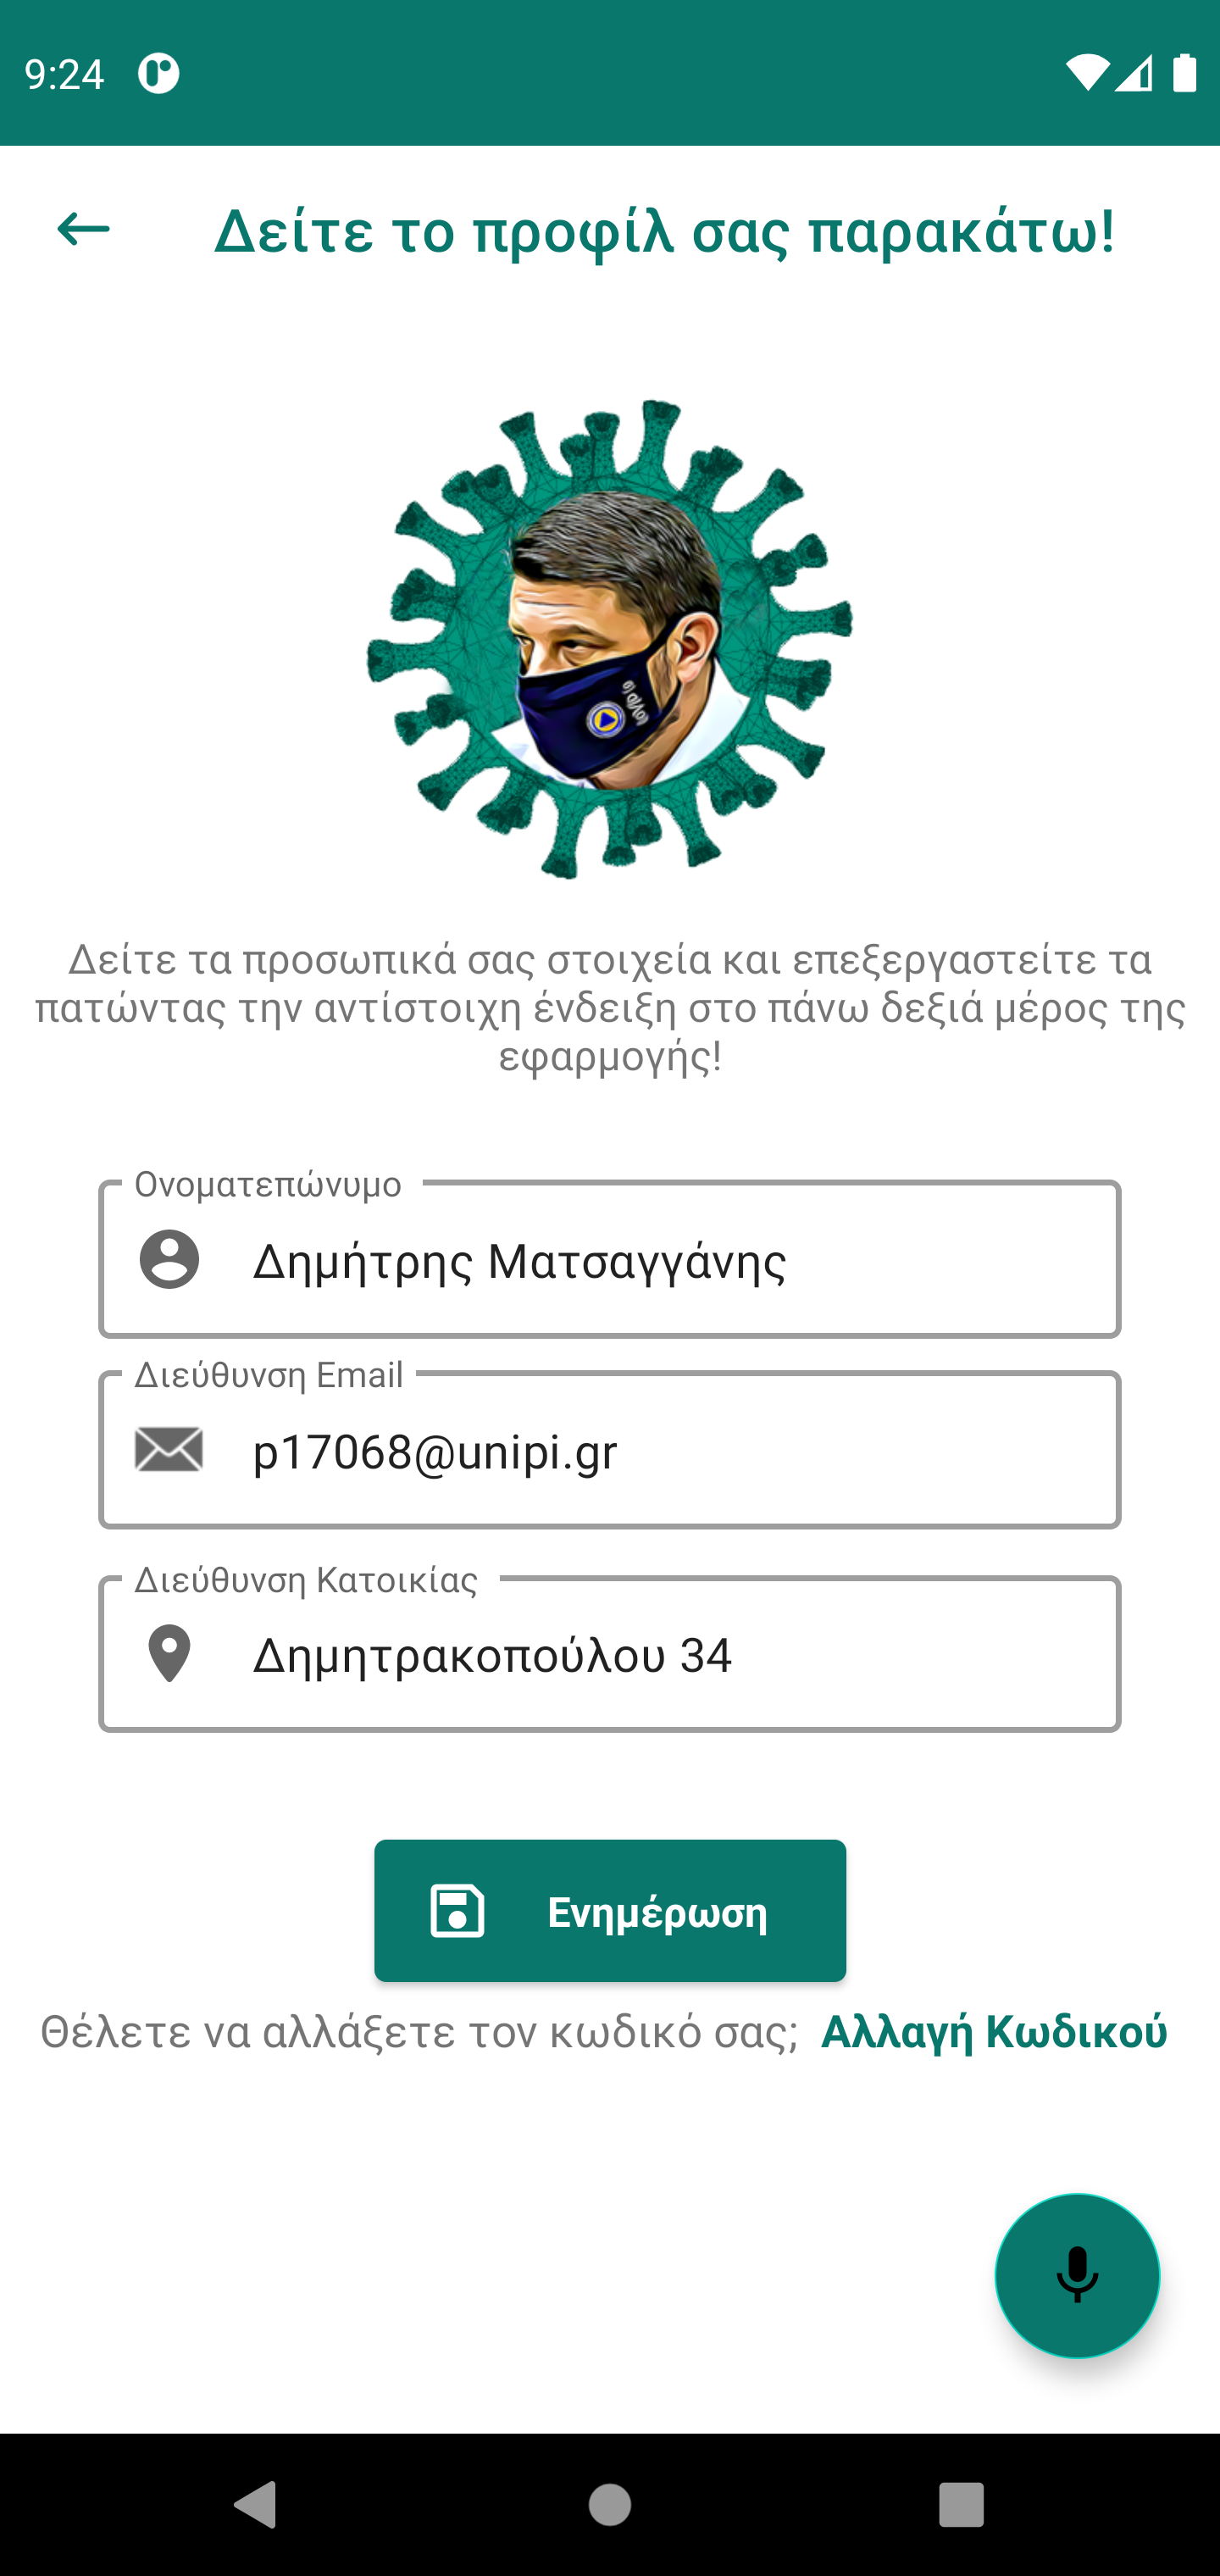 9:24
Δείτε το προφίλ σας παρακάτω!
Δείτε τα προσωπικά σας στοιχεία και επεξεργαστείτε τα
πατώντας την αντίστοιχη ένδειξη στο πάνω δεξιά μέρος της
εφαρμογής!
Ονοματεπώνυμο
Δημήτρης Ματσαγγάνης
Διεύθυνση Email
p17068@unipi.gr
Διεύθυνση Κατοικίας
Δημητρακοπούλου 34
Ενημέρωση
Θέλετε να αλλάξετε τον κωδικό σας; Αλλαγή Κωδικού